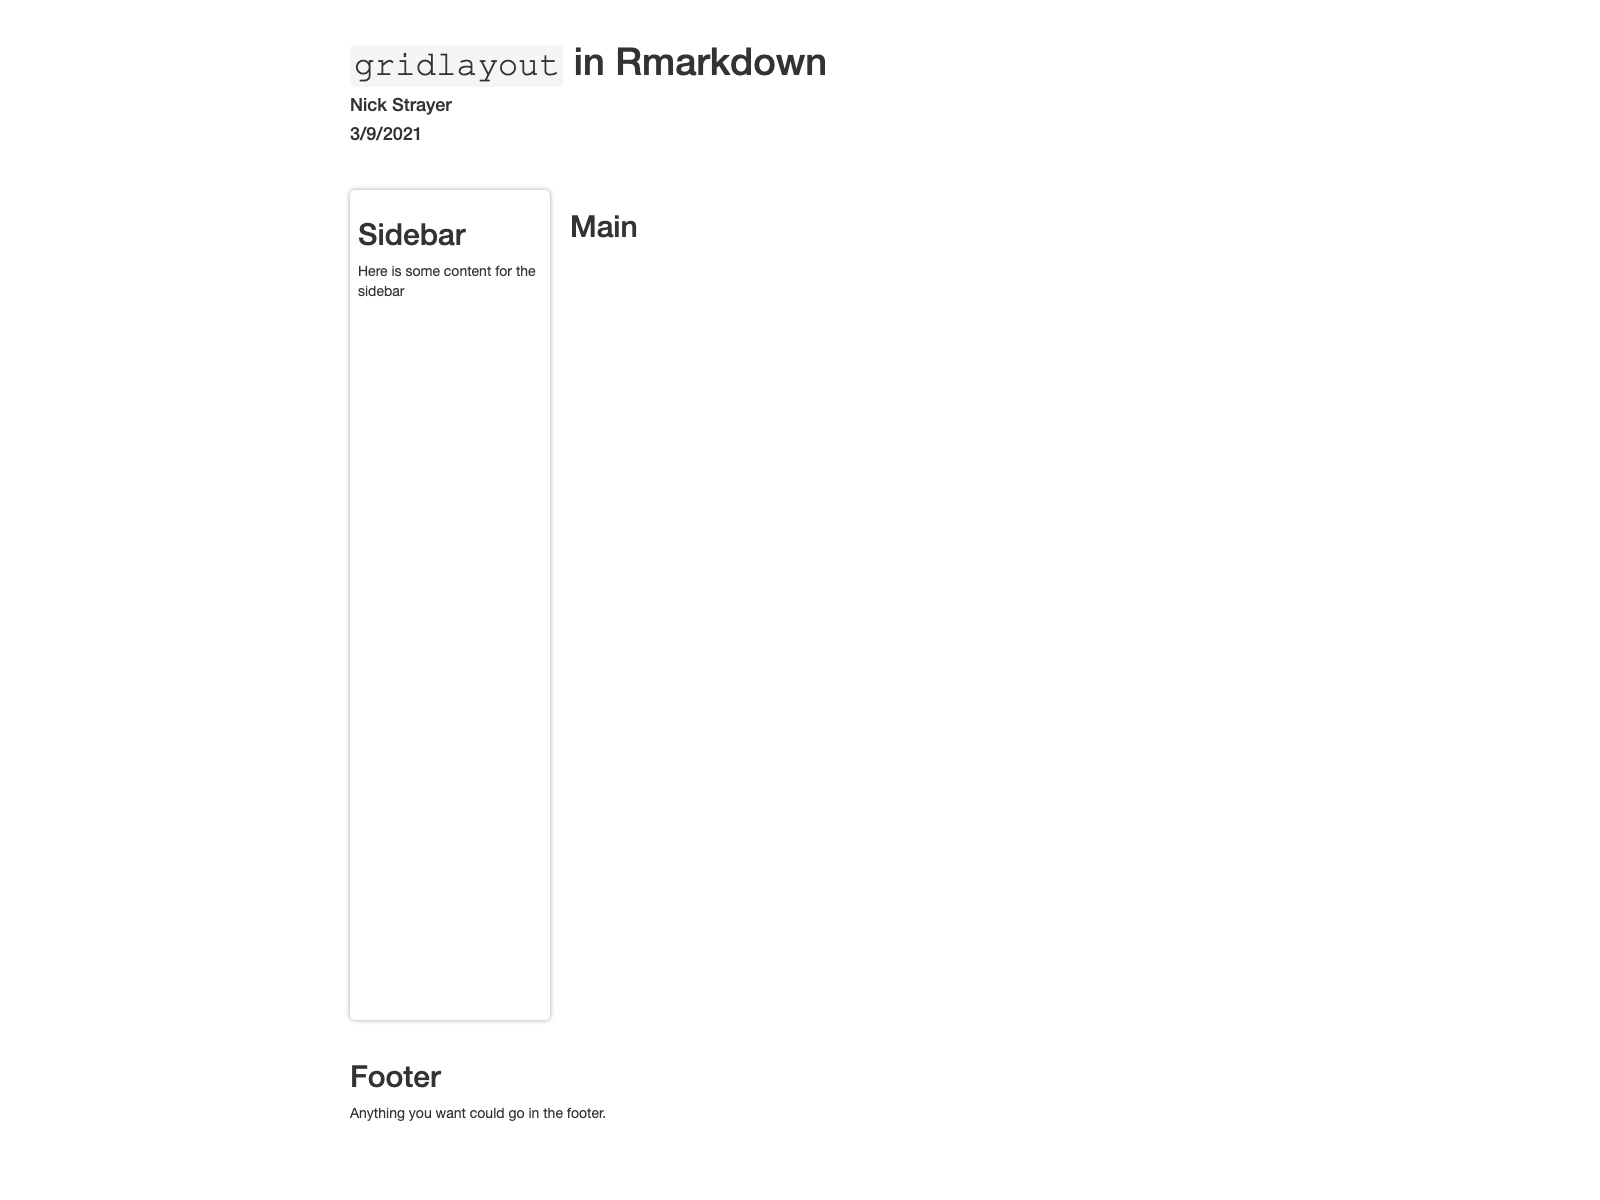 gridlayout in Rmarkdown
Nick Strayer
3/9/2021
Sidebar
Here is some content for the
sidebar
Main
Footer
Anything you want could go in the footer.